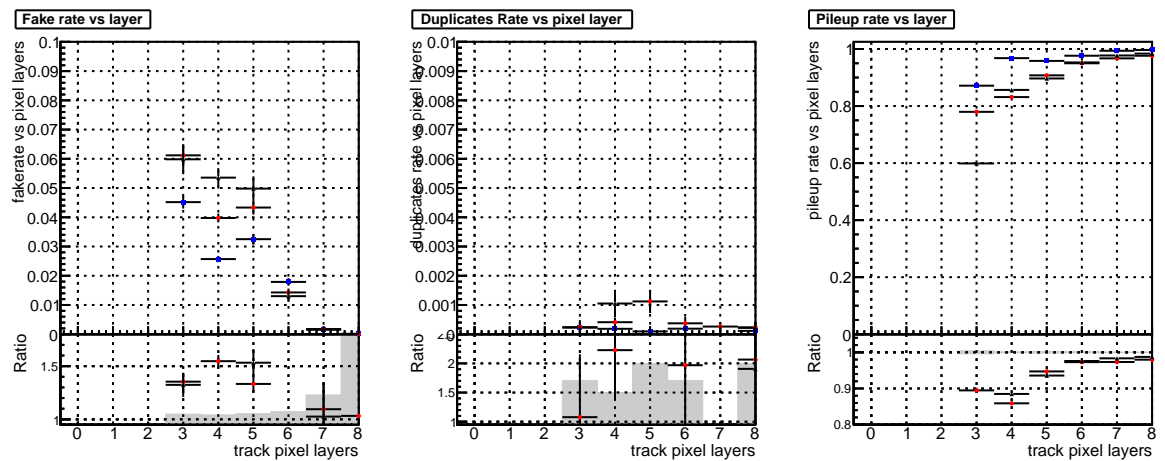 Fake rate vs layer
fakerate vs pixel layers
0.1
0.09
0.08
0.07
0.06
0.05
0.04
0.03
0.02
0.01
0
Ratio
1.5
1
0 1 2 3 4 5 6 7 8
track pixel layers
Duplicates Rate vs pixel layer
duplicates rate vs pixel layers
0.01
0.009
0.008
0.007
0.006
0.005
0.004
0.003
0.002
0.001
0
Ratio
2
1.5
1
0 1 2 3 4 5 6 7 8
track pixel layers
Pileup rate vs layer
pileup rate vs pixel layers
1
0.8
0.6
0.4
0.2
0
Ratio
1
0.9
0.8
0 1 2 3 4 5 6 7 8
track pixel layers